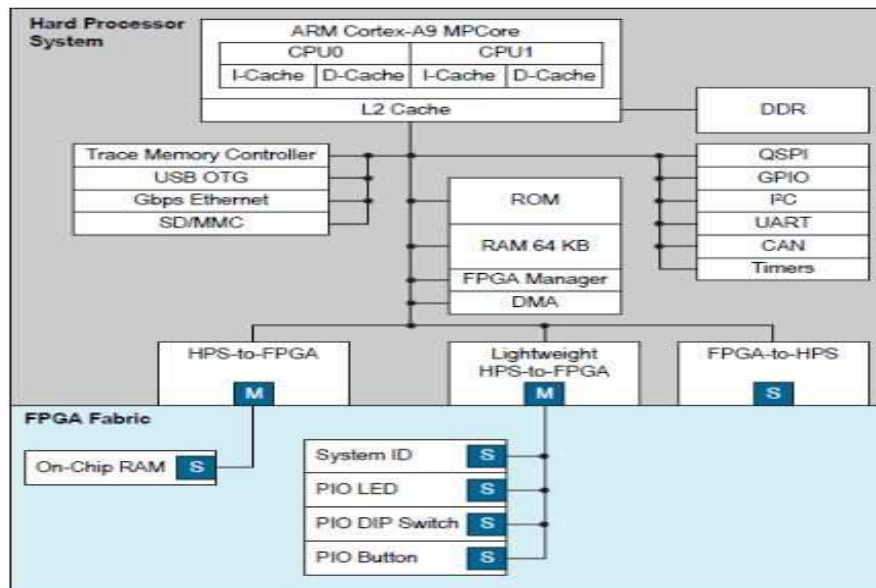 Hard Processor
System
ARM Cortex-A9 MPCore
CPU0
CPU1
I-Cache
D-Cache
I-Cache
D-Cache
L2 Cache
DDR
Trace Memory Controller
USB OTG
Gbps Ethernet
SD/MMC
ROM
RAM 64 KB
FPGA Manager
DMA
QSPI
GPIO
I²C
UART
CAN
Timers
HPS-to-FPGA
M
Lightweight
HPS-to-FPGA
M
FPGA-to-HPS
S
FPGA Fabric
On-Chip RAM S
System ID S
PIO LED S
PIO DIP Switch S
PIO Button S